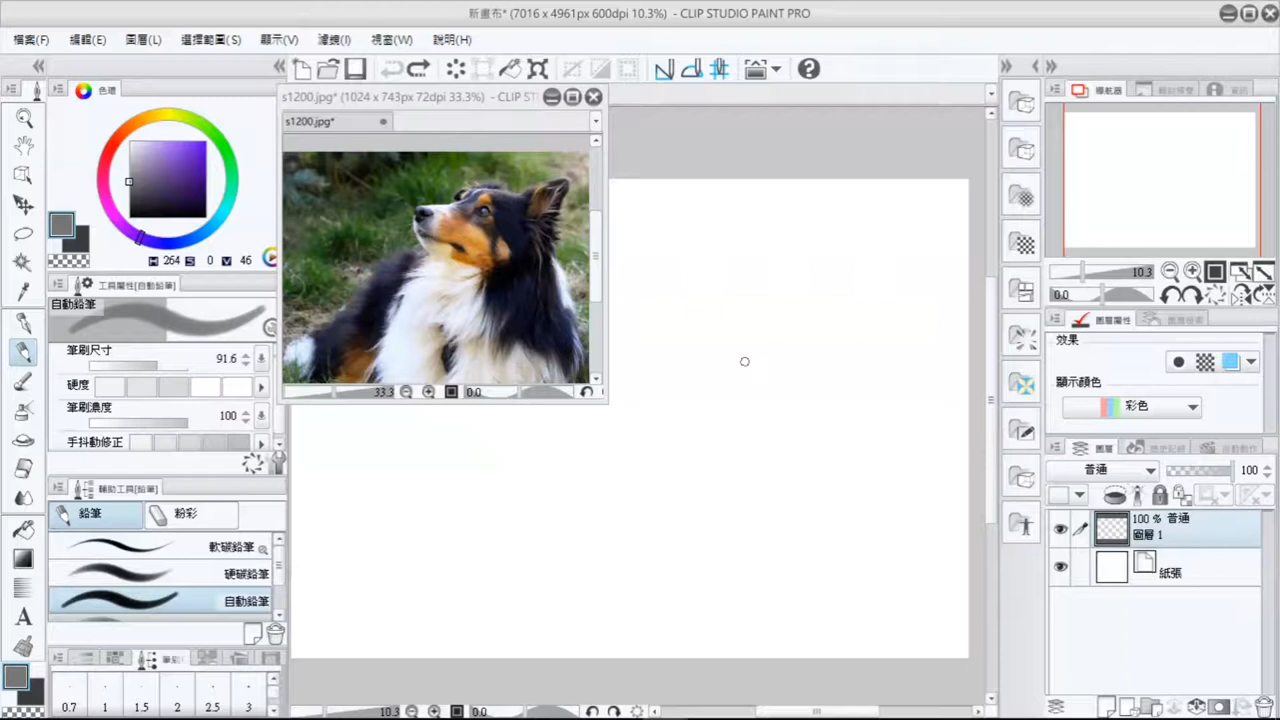 新畫布* (7016 x 4961px 600dpi 10.3%) - CLIP STUDIO PAINT PRO
檔案(F) 編輯(E) 圖層(L) 選擇範圍(S) 顯示(V) 濾鏡(I) 視窗(W) 說明(H)
色環
H 264 S 0 V 46
s1200.jpg* (1024 x 743px 72dpi 33.3%) - CLIP ST
s1200.jpg*
33.3 0.0
工具屬性[自動鉛筆]
自動鉛筆
筆刷尺寸 91.6
硬度
筆刷濃度 100
手抖動修正
輔助工具[鉛筆]
鉛筆 粉彩
軟碳鉛筆
硬碳鉛筆
自動鉛筆
筆刷
0.7 1 1.5 2 2.5 3
10.3 0.0
導航器
10.3
0.0
圖層屬性
效果
顯示顏色
彩色
圖層
普通 100
100 % 普通
圖層 1
紙張